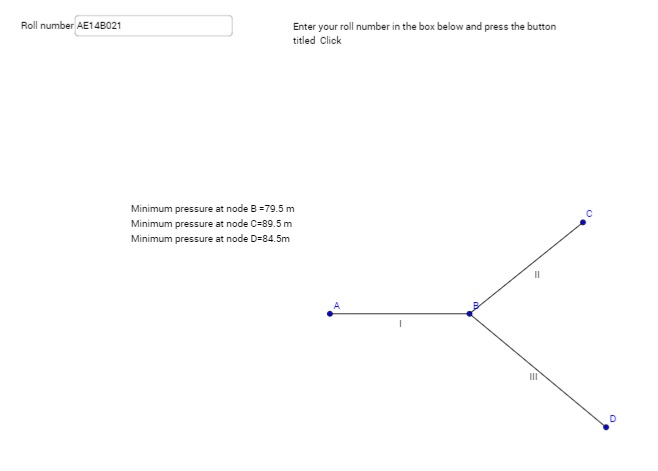 Roll number AE14B021
Enter your roll number in the box below and press the button
titled Click
Minimum pressure at node B =79.5 m
Minimum pressure at node C=89.5 m
Minimum pressure at node D=84.5m
C
II
A
B
I
III
D